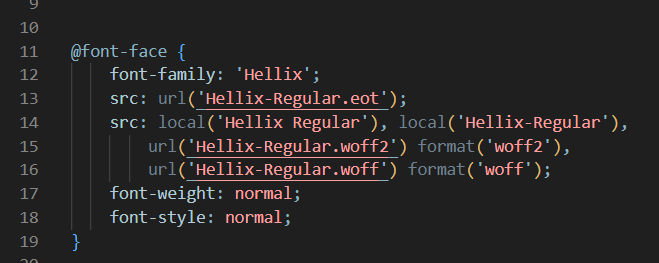 9
10
11 @font-face {
12     font-family: 'Hellix';
13     src: url('Hellix-Regular.eot');
14     src: local('Hellix Regular'), local('Hellix-Regular'),
15         url('Hellix-Regular.woff2') format('woff2'),
16         url('Hellix-Regular.woff') format('woff');
17     font-weight: normal;
18     font-style: normal;
19 }
20